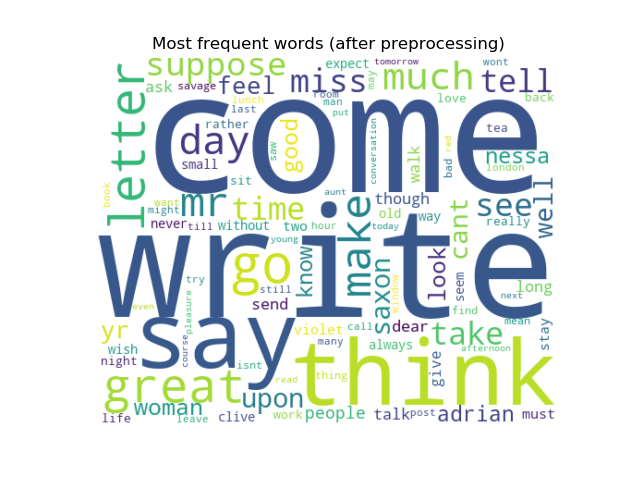 Most frequent words (after preprocessing)
suppose miss much tell
expect tomorrow wont
ask savage feel lunch room may man put love back
letter come last
rather day good saw conversation walk bad red tea
small nessa london
book sit aunt
want might mr time make though see well
never till without two hour old way cant really
young today
write go know look saxon
still window seem long
send next
try even pleasure
yr say violet call dear take find mean stay
wish many always
night course isnt think afternoon
great thing give
read
woman upon
life leave clive work people talk post adrian must